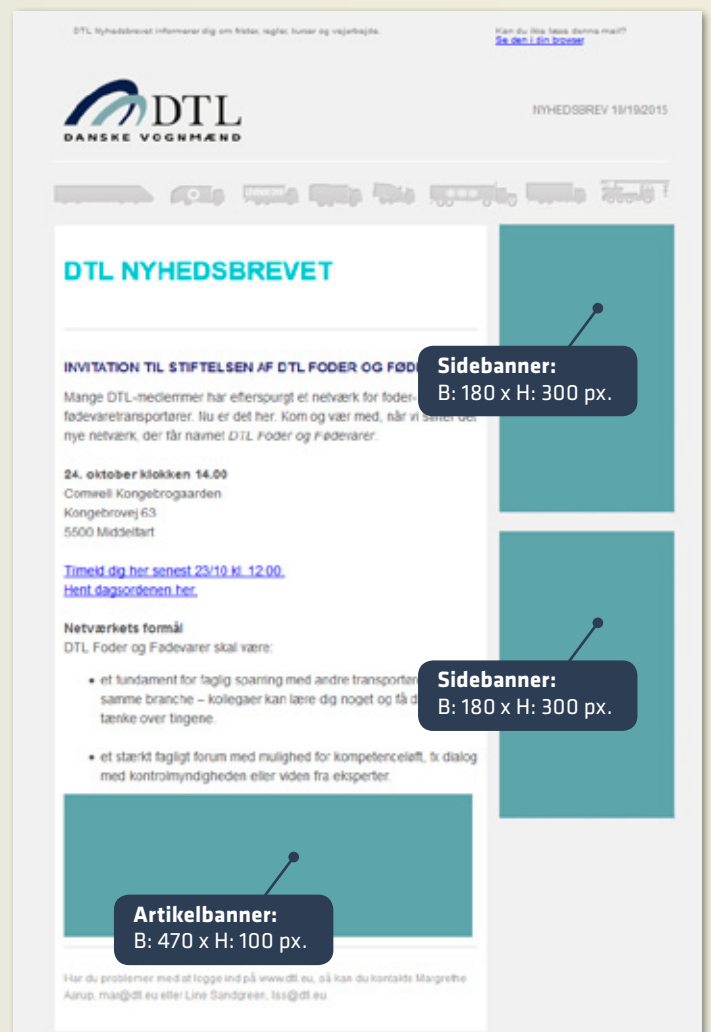 DTL Nyhedsbrevet informerer dig om frister, regler, kurser og vejarbejde.
Kan du ikke læse denne mail?
Se den i din browser
DTL
DANSKE VOGNMÆND
NYHEDSBREV 18/19/2015
DTL NYHEDSBREVET
INVITATION TIL STIFTELSEN AF DTL FODER OG FØD
Mange DTL-medlemmer har efterspurgt et netværk for foder-
fødevaretransportører. Nu er det her. Kom og vær med, når vi stifter det
nye netværk, der får navnet DTL Foder og Fødevarer.
24. oktober klokken 14.00
Comwell Kongebrogaarden
Kongebrovej 63
5500 Middelfart
Tilmeld dig her senest 23/10 kl. 12.00.
Hent dagsordenen her.
Netværkets formål
DTL Foder og Fødevarer skal være:
• et fundament for faglig sparring med andre transportør
samme branche – kollegaer kan lære dig noget og få d
tænke over tingene.
• et stærkt fagligt forum med mulighed for kompetenceløft, fx dialog
med kontrolmyndigheden eller viden fra eksperter.
Sidebanner:
B: 180 x H: 300 px.
Sidebanner:
B: 180 x H: 300 px.
Artikelbanner:
B: 470 x H: 100 px.
Har du problemer med at logge ind på www.dtl.eu, så kan du kontakte Margrethe
Aarup, mar@dtl.eu eller Line Sandgreen, lss@dtl.eu